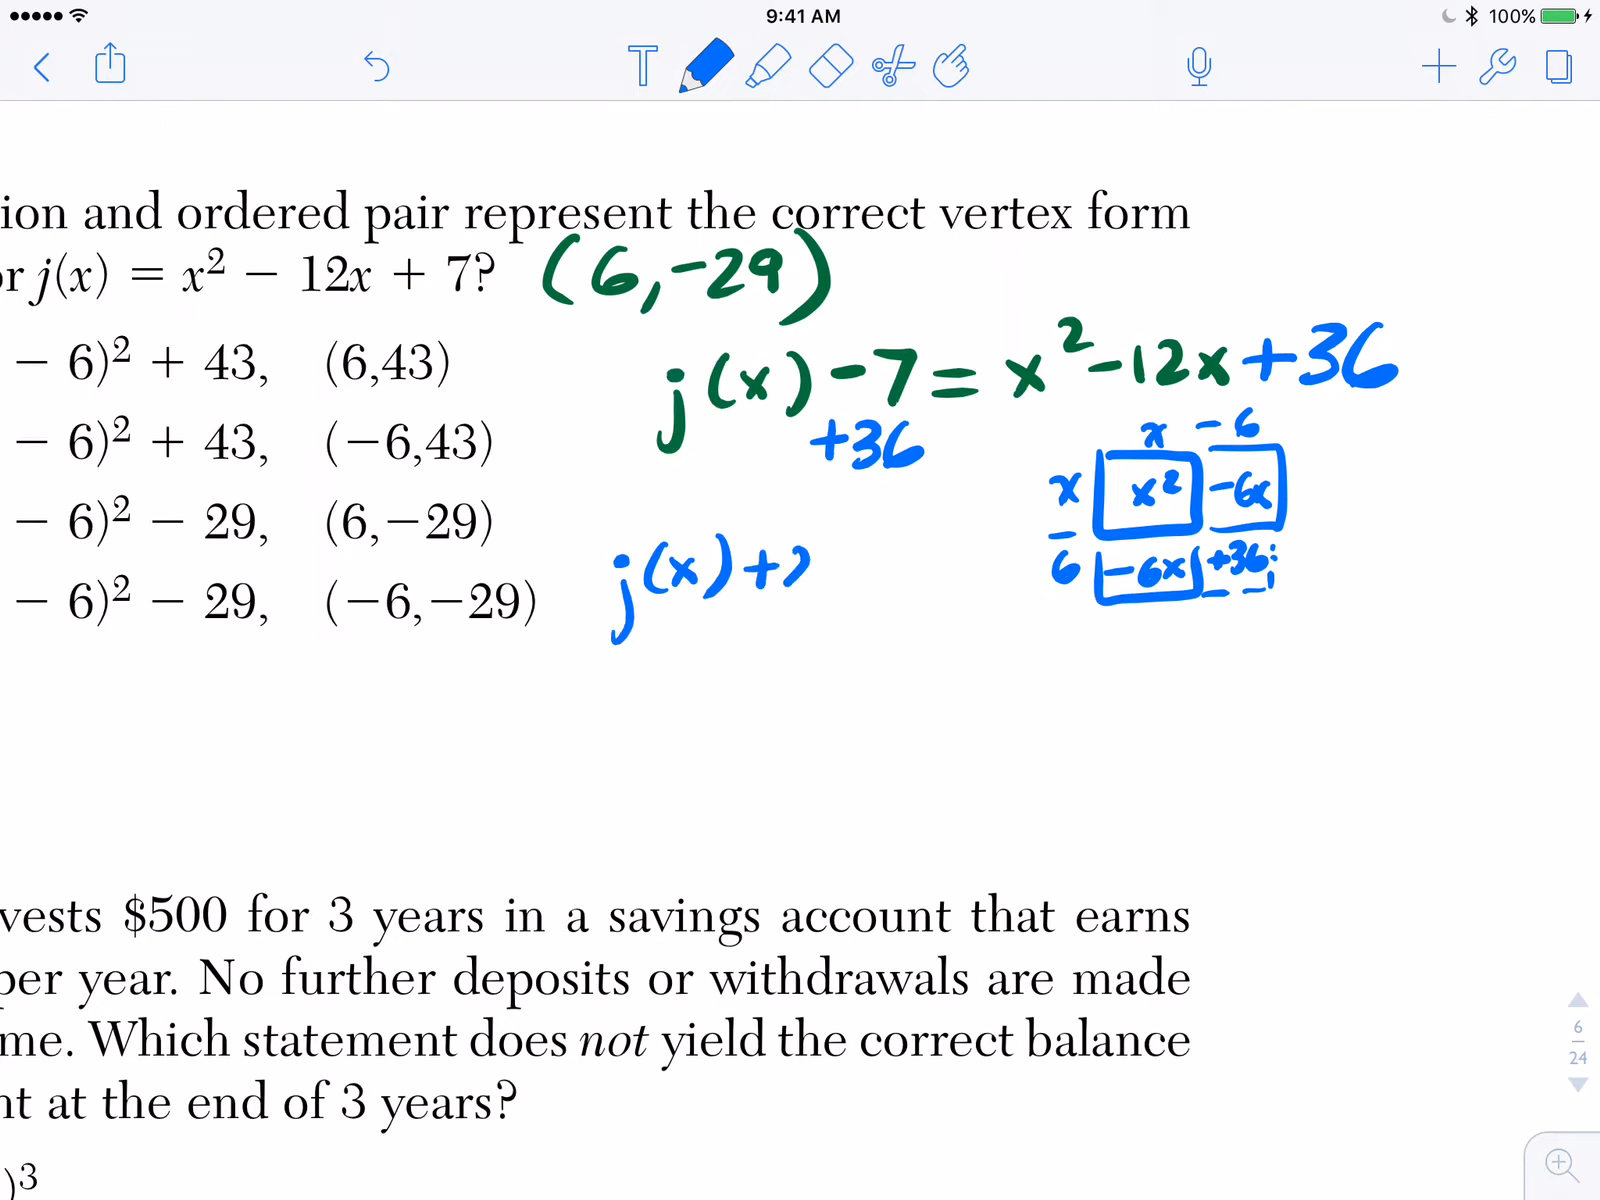 9:41 AM 100%
T
ion and ordered pair represent the correct vertex form
or j(x) = x² − 12x + 7? (6,-29)
− 6)² + 43, (6,43)
j(x) -7 = x² -12x +36
+36
− 6)² + 43, (−6,43)
x -6
x x² -6x
− 6)² − 29, (6,−29)
-6 -6x +36
j(x) +
− 6)² − 29, (−6,−29)
vests $500 for 3 years in a savings account that earns
per year. No further deposits or withdrawals are made
me. Which statement does not yield the correct balance
nt at the end of 3 years?
)³
6
24